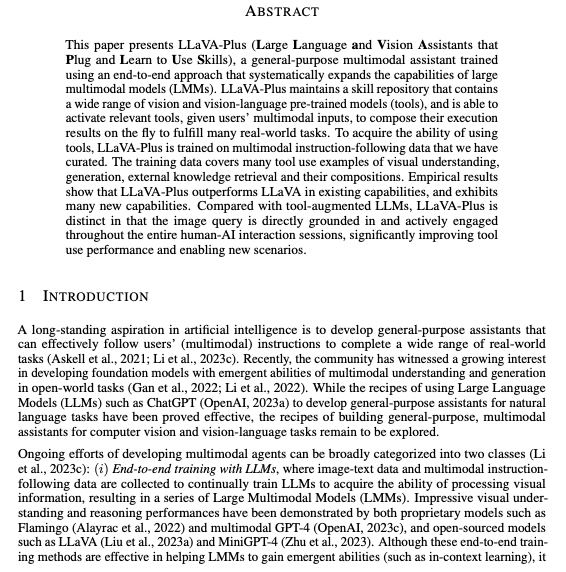 ABSTRACT
This paper presents LLaVA-Plus (Large Language and Vision Assistants that
Plug and Learn to Use Skills), a general-purpose multimodal assistant trained
using an end-to-end approach that systematically expands the capabilities of large
multimodal models (LMMs). LLaVA-Plus maintains a skill repository that contains
a wide range of vision and vision-language pre-trained models (tools), and is able to
activate relevant tools, given users' multimodal inputs, to compose their execution
results on the fly to fulfill many real-world tasks. To acquire the ability of using
tools, LLaVA-Plus is trained on multimodal instruction-following data that we have
curated. The training data covers many tool use examples of visual understanding,
generation, external knowledge retrieval and their compositions. Empirical results
show that LLaVA-Plus outperforms LLaVA in existing capabilities, and exhibits
many new capabilities. Compared with tool-augmented LLMs, LLaVA-Plus is
distinct in that the image query is directly grounded in and actively engaged
throughout the entire human-AI interaction sessions, significantly improving tool
use performance and enabling new scenarios.
1 INTRODUCTION
A long-standing aspiration in artificial intelligence is to develop general-purpose assistants that
can effectively follow users' (multimodal) instructions to complete a wide range of real-world
tasks (Askell et al., 2021; Li et al., 2023c). Recently, the community has witnessed a growing interest
in developing foundation models with emergent abilities of multimodal understanding and generation
in open-world tasks (Gan et al., 2022; Li et al., 2022). While the recipes of using Large Language
Models (LLMs) such as ChatGPT (OpenAI, 2023a) to develop general-purpose assistants for natural
language tasks have been proved effective, the recipes of building general-purpose, multimodal
assistants for computer vision and vision-language tasks remain to be explored.
Ongoing efforts of developing multimodal agents can be broadly categorized into two classes (Li
et al., 2023c): (i) End-to-end training with LLMs, where image-text data and multimodal instruction-
following data are collected to continually train LLMs to acquire the ability of processing visual
information, resulting in a series of Large Multimodal Models (LMMs). Impressive visual under-
standing and reasoning performances have been demonstrated by both proprietary models such as
Flamingo (Alayrac et al., 2022) and multimodal GPT-4 (OpenAI, 2023c), and open-sourced models
such as LLaVA (Liu et al., 2023a) and MiniGPT-4 (Zhu et al., 2023). Although these end-to-end train-
ing methods are effective in helping LMMs to gain emergent abilities (such as in-context learning), it